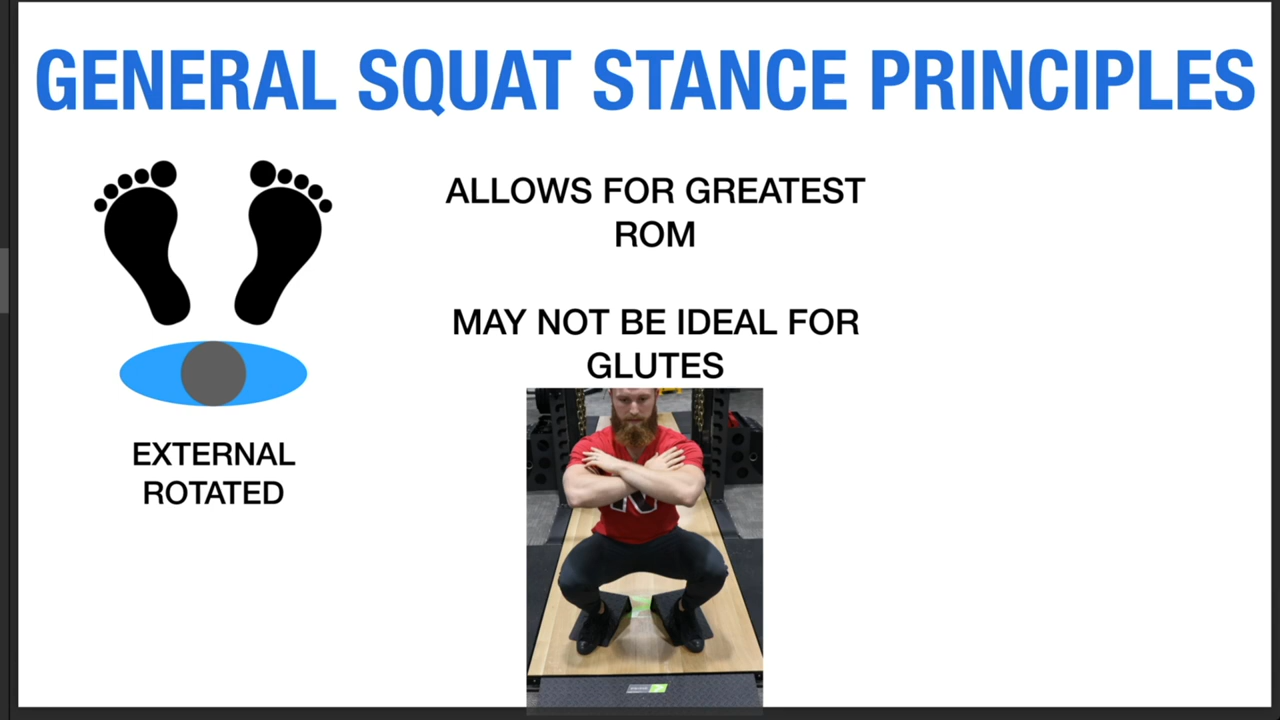 GENERAL SQUAT STANCE PRINCIPLES
ALLOWS FOR GREATEST
ROM
MAY NOT BE IDEAL FOR
GLUTES
EXTERNAL
ROTATED
N